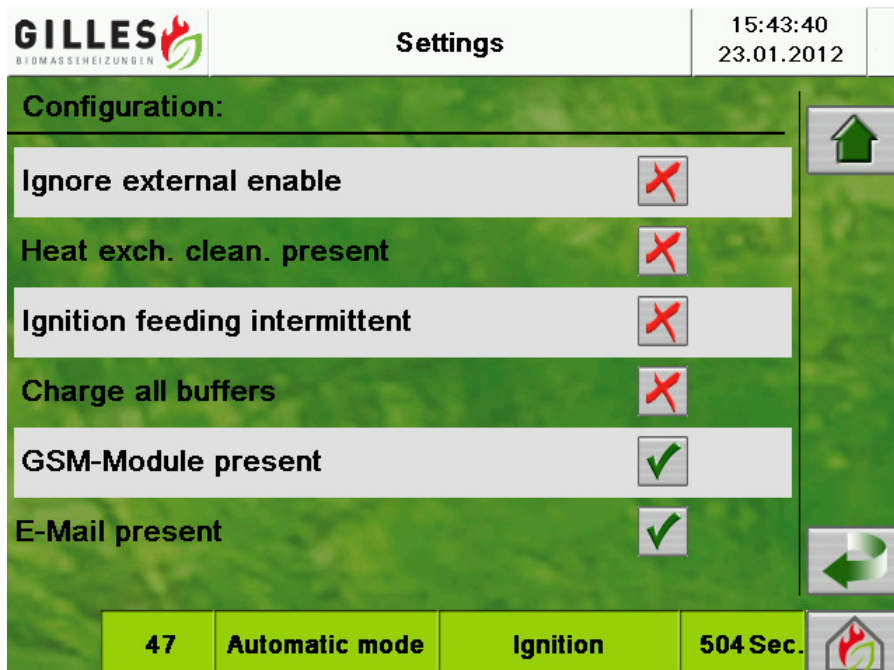 GILLES
BIOMASSEHEIZUNGEN
Settings
15:43:40
23.01.2012
Configuration:
Ignore external enable
Heat exch. clean. present
Ignition feeding intermittent
Charge all buffers
GSM-Module present
E-Mail present
47 Automatic mode Ignition 504 Sec.